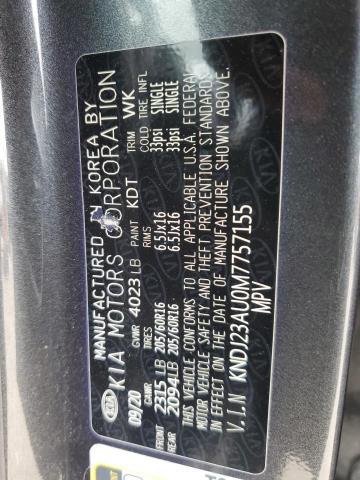 KIA
MANUFACTURED IN KOREA BY
KIA MOTORS CORPORATION
09/20 GVWR 4023 LB PAINT KDT TRIM WK
GAWR TIRES RIMS COLD TIRE INFL
FRONT 2315 LB 205/60R16 6.5Jx16 33psi SINGLE
REAR 2094 LB 205/60R16 6.5Jx16 33psi SINGLE
THIS VEHICLE CONFORMS TO ALL APPLICABLE U.S.A. FEDERAL
MOTOR VEHICLE SAFETY AND THEFT PREVENTION STANDARDS
IN EFFECT ON THE DATE OF MANUFACTURE SHOWN ABOVE.
V.I.N KNDJ23AU0M7757155
MPV